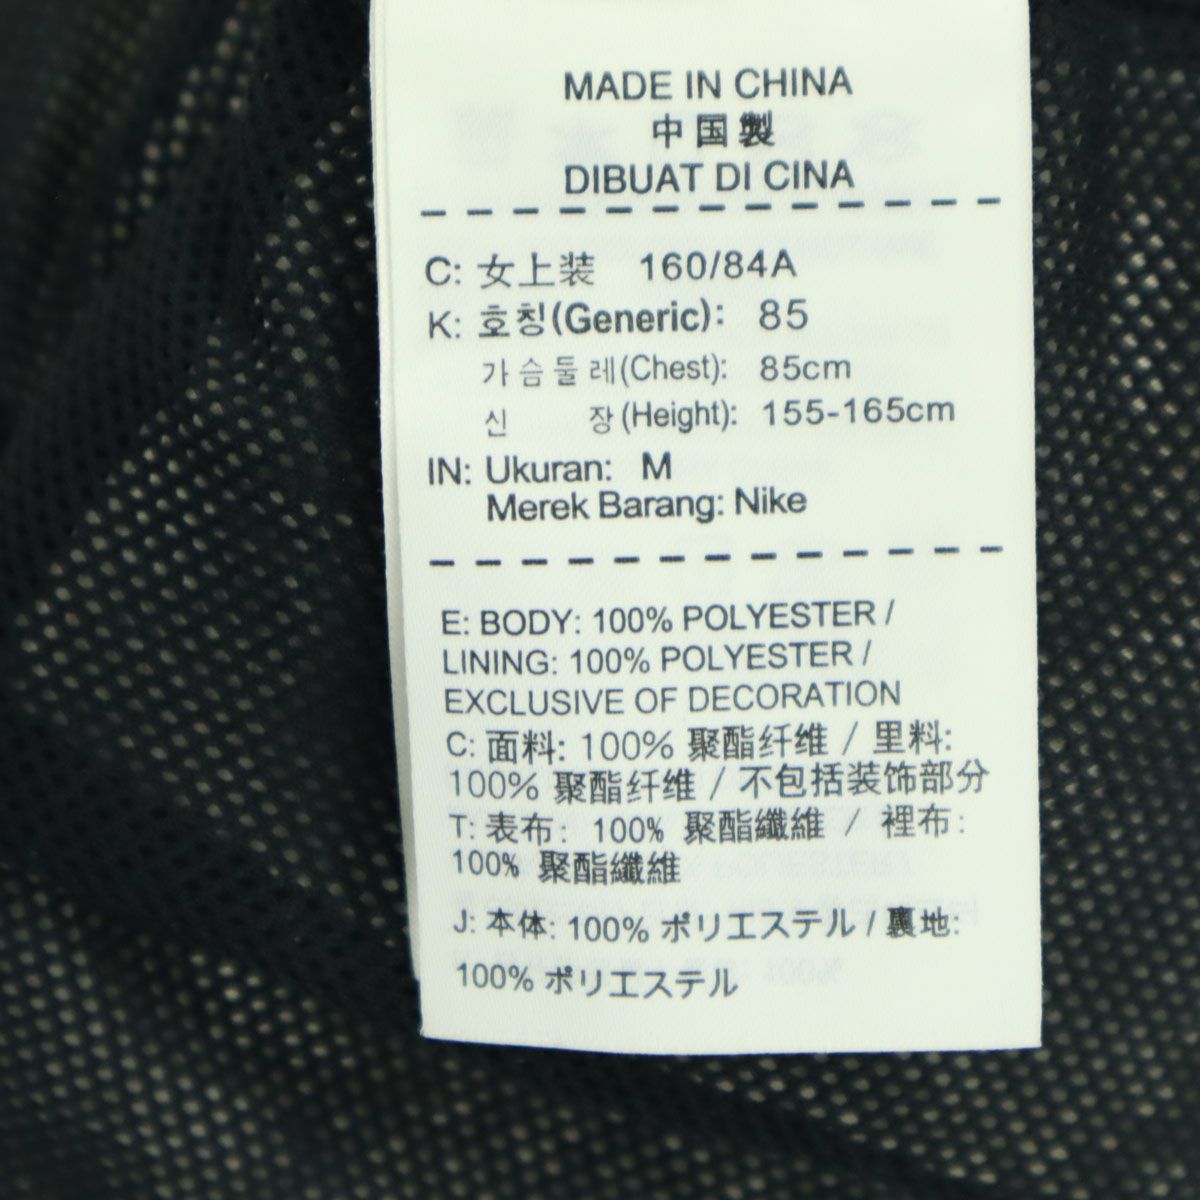 MADE IN CHINA
中国製
DIBUAT DI CINA
C: 女上装 160/84A
K: 호칭(Generic): 85
가슴둘레(Chest): 85cm
신 장(Height): 155-165cm
IN: Ukuran: M
Merek Barang: Nike
E: BODY: 100% POLYESTER /
LINING: 100% POLYESTER /
EXCLUSIVE OF DECORATION
C: 面料: 100% 聚酯纤维 / 里料:
100% 聚酯纤维 / 不包括装饰部分
T: 表布: 100% 聚酯纖維 / 裡布:
100% 聚酯纖維
J: 本体: 100% ポリエステル / 裏地:
100% ポリエステル